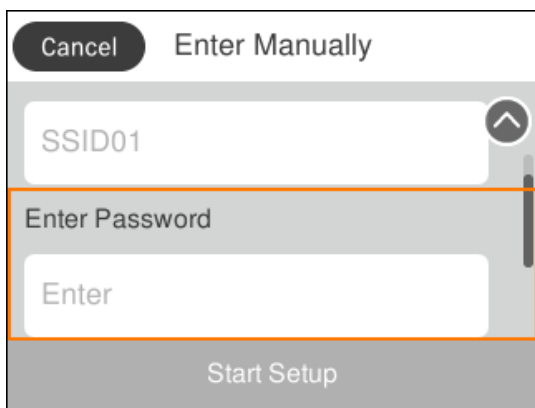 Cancel Enter Manually
SSID01
Enter Password
Enter
Start Setup